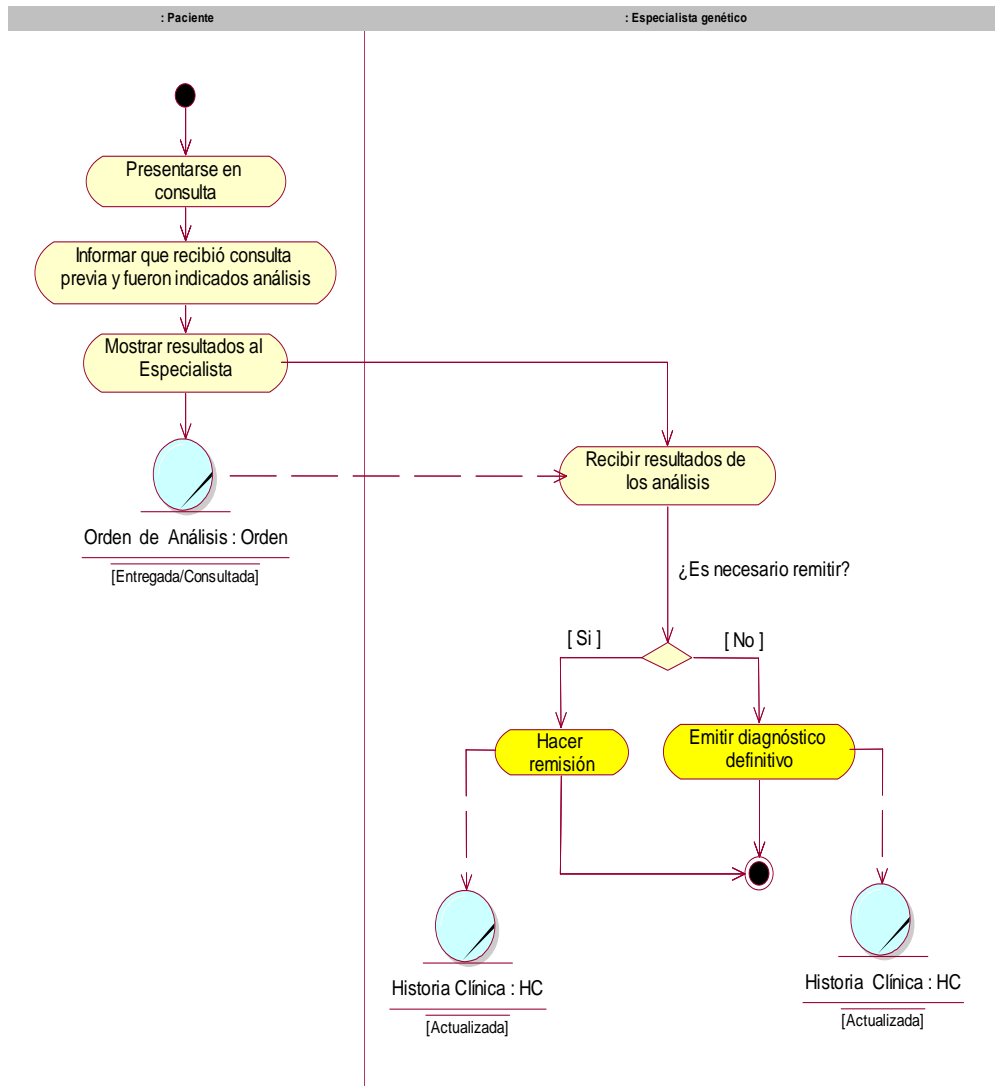 : Paciente
: Especialista genético
Presentarse en
consulta
Informar que recibió consulta
previa y fueron indicados análisis
Mostrar resultados al
Especialista
Orden de Análisis : Orden
[Entregada/Consultada]
Recibir resultados de
los análisis
¿Es necesario remitir?
[ Si ]
[ No ]
Hacer
remisión
Emitir diagnóstico
definitivo
Historia Clínica : HC
[Actualizada]
Historia Clínica : HC
[Actualizada]